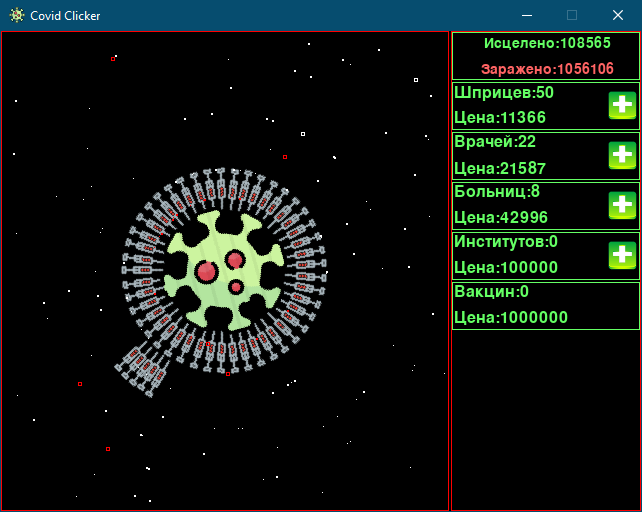 Covid Clicker
Исцелено:108565
Заражено:1056106
Шприцев:50
Цена:11366
Врачей:22
Цена:21587
Больниц:8
Цена:42996
Институтов:0
Цена:100000
Вакцин:0
Цена:1000000